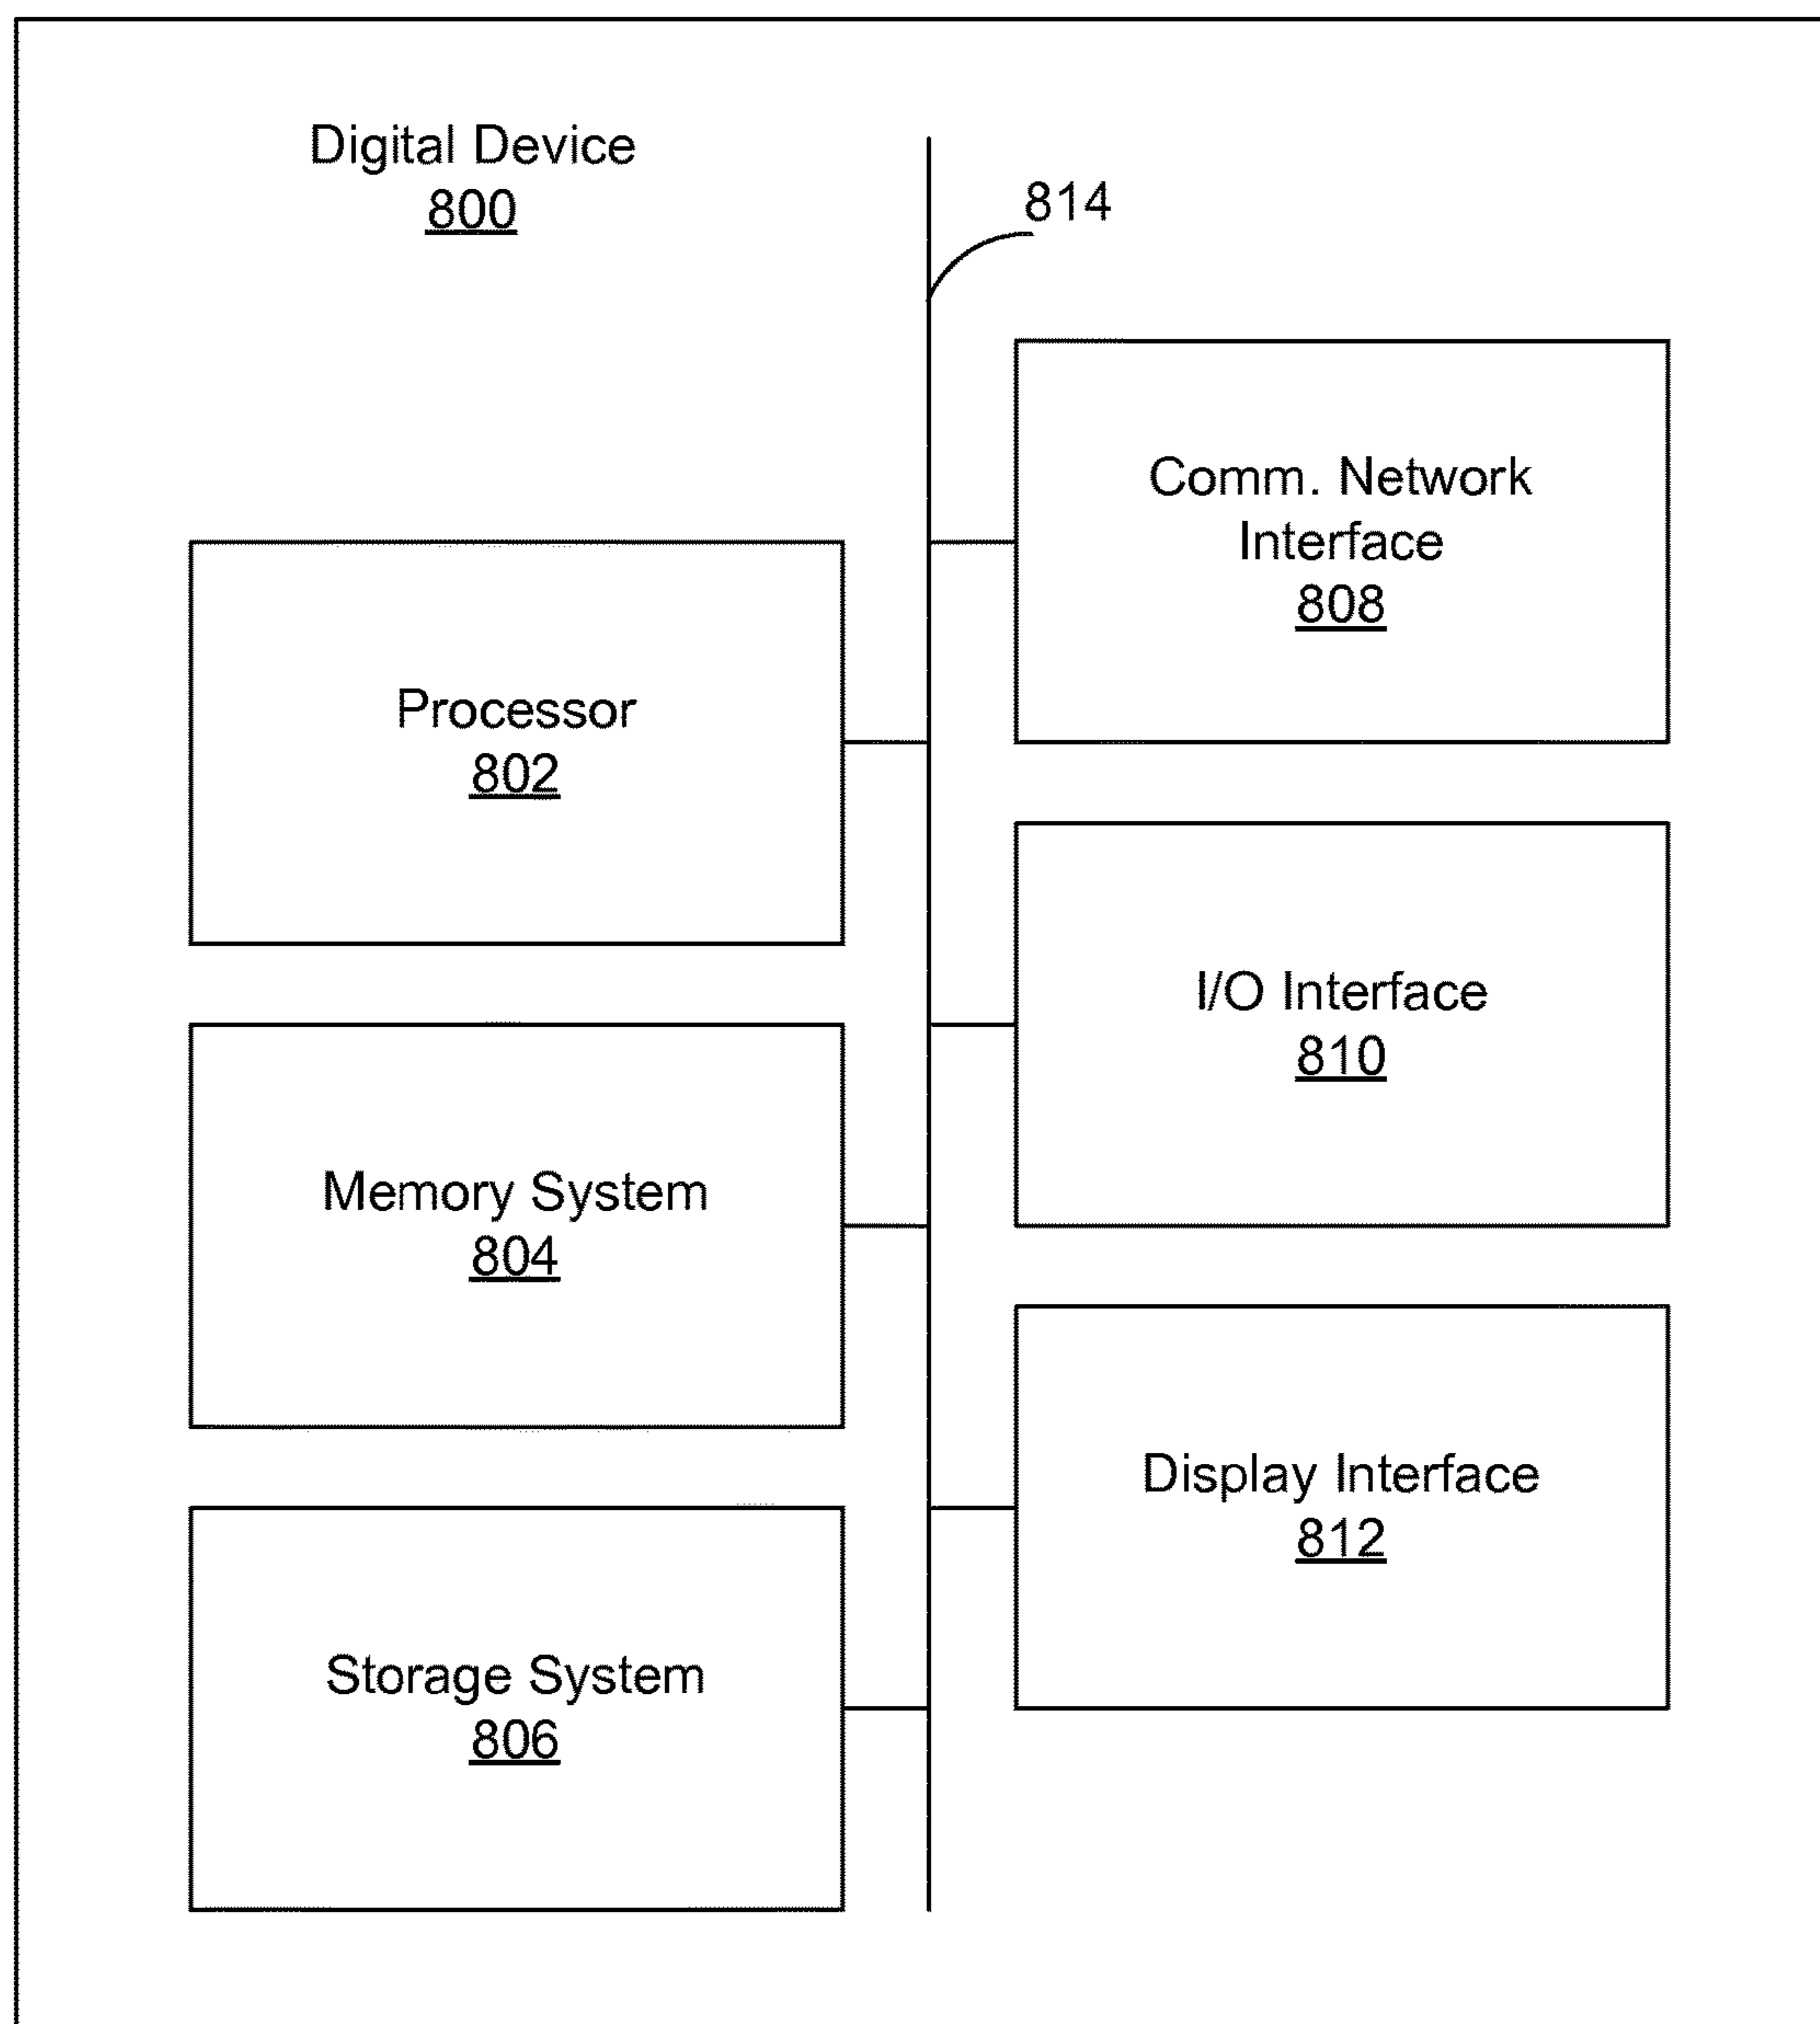 Digital Device
800
814
Comm. Network
Interface
808
Processor
802
I/O Interface
810
Memory System
804
Display Interface
812
Storage System
806